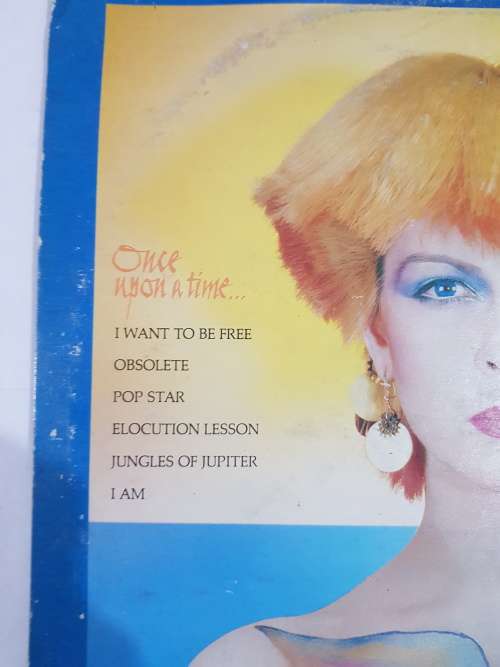 Once
upon a time...
I WANT TO BE FREE
OBSOLETE
POP STAR
ELOCUTION LESSON
JUNGLES OF JUPITER
I AM